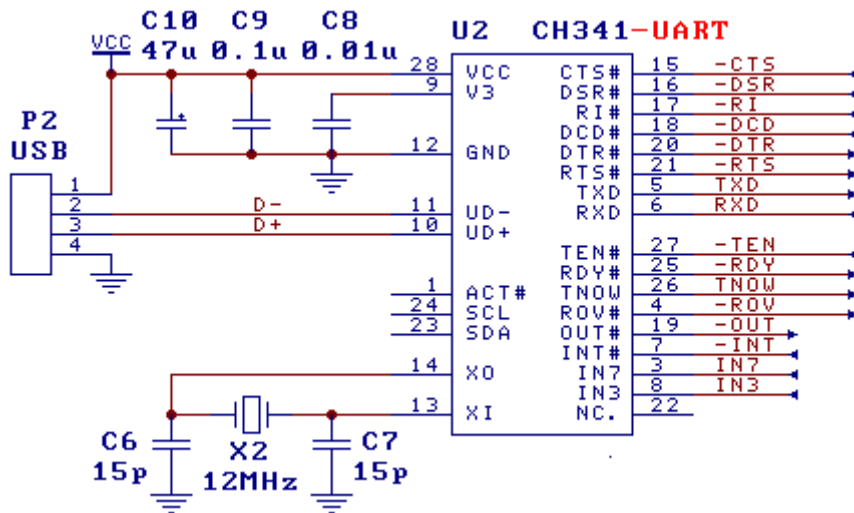 C10 C9 C8
47u 0.1u 0.01u
VCC
U2 CH341-UART
P2
USB
1
2
3
4
D-
D+
28 VCC
9 V3
12 GND
11 UD-
10 UD+
1 ACT#
24 SCL
23 SDA
14 XO
13 XI
CTS# 15 -CTS
DSR# 16 -DSR
RI# 17 -RI
DCD# 18 -DCD
DTR# 20 -DTR
RTS# 21 -RTS
TXD 5 TXD
RXD 6 RXD
TEN# 27 -TEN
RDY# 25 -RDY
TNOW 26 TNOW
ROV# 4 -ROV
OUT# 19 -OUT
INT# 7 -INT
IN7 3 IN7
IN3 8 IN3
NC. 22
C6 X2 C7
15p 12MHz 15p